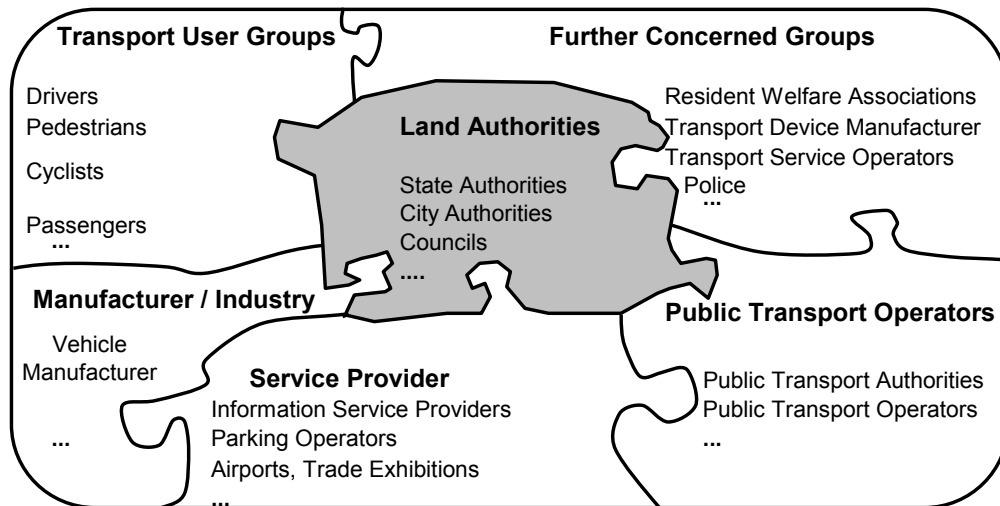 Transport User Groups
Drivers
Pedestrians
Cyclists
Passengers
...
Further Concerned Groups
Resident Welfare Associations
Transport Device Manufacturer
Transport Service Operators
Police
...
Land Authorities
State Authorities
City Authorities
Councils
....
Manufacturer / Industry
Vehicle
Manufacturer
...
Service Provider
Information Service Providers
Parking Operators
Airports, Trade Exhibitions
...
Public Transport Operators
Public Transport Authorities
Public Transport Operators
...